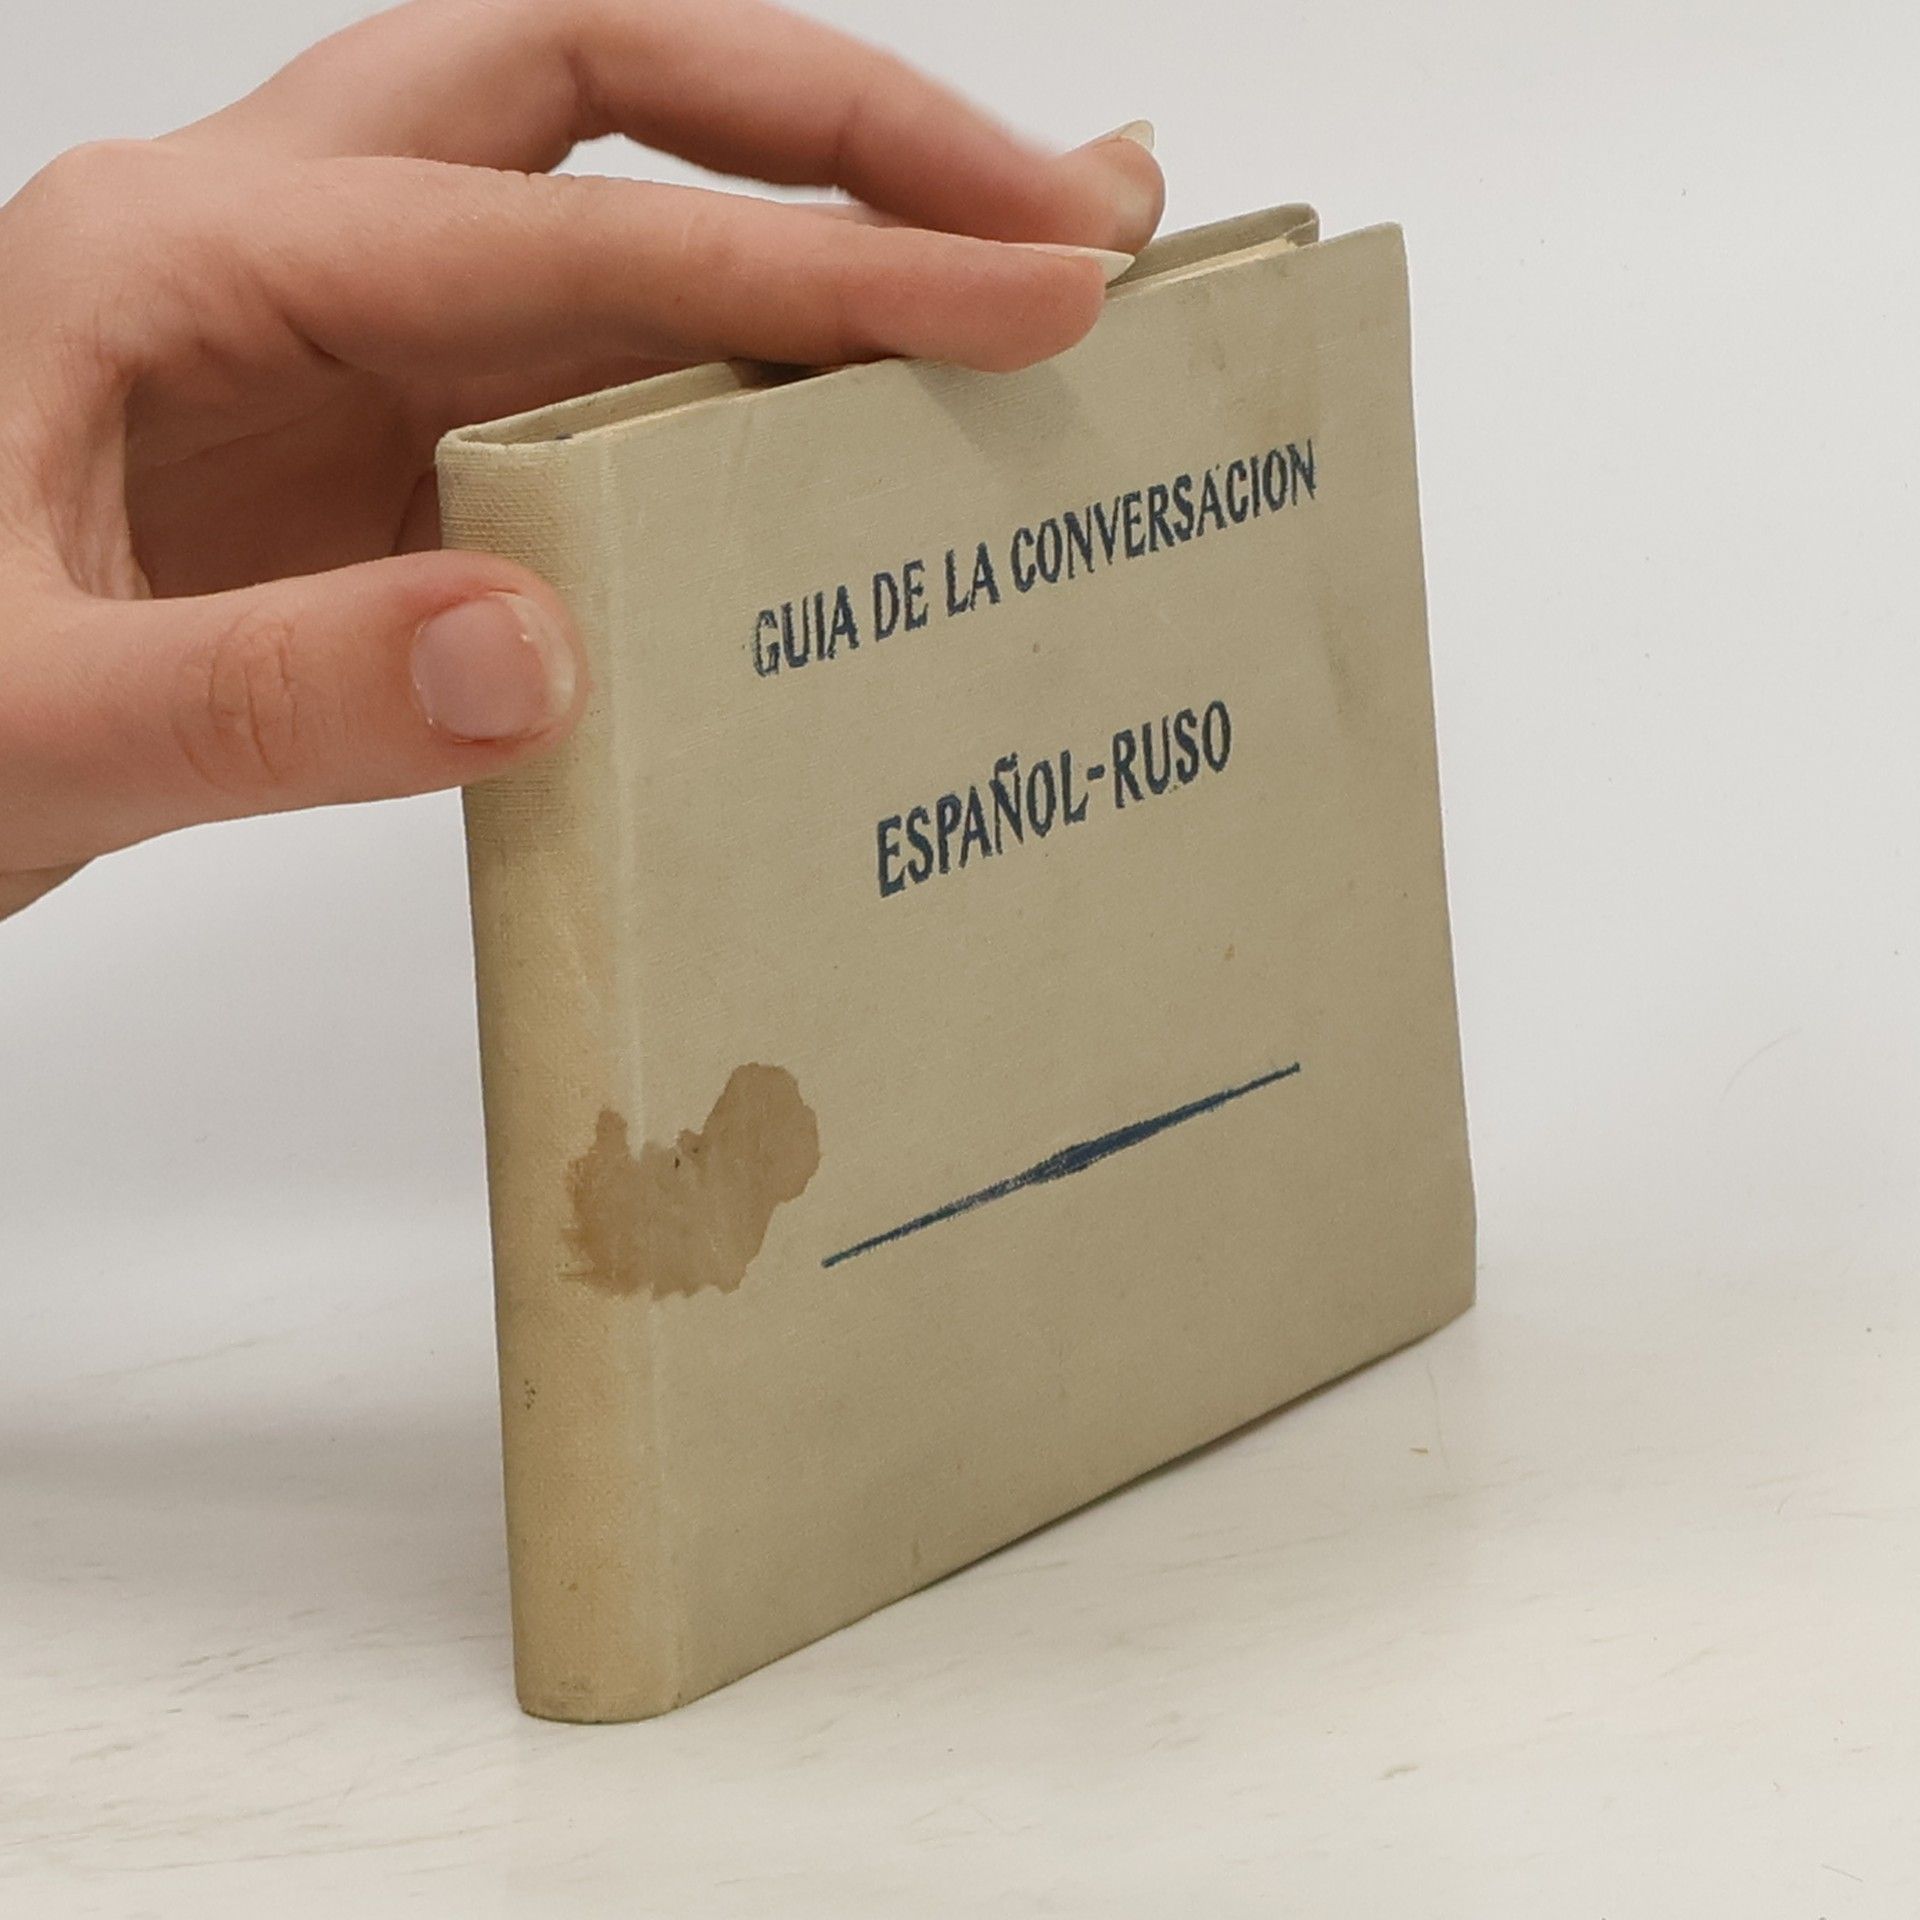 GUIA DE LA CONVERSACION
ESPAÑOL-RUSO